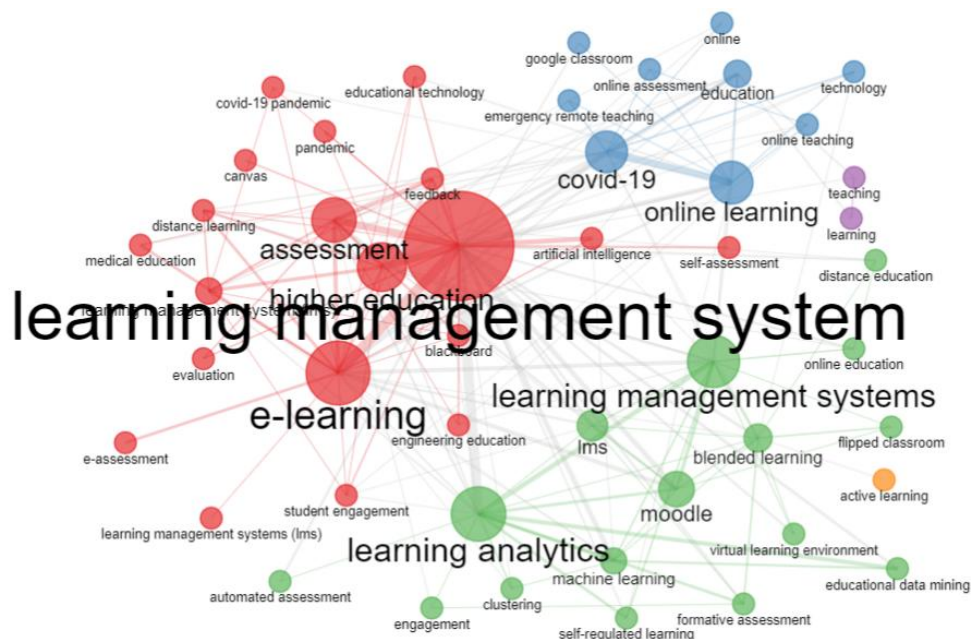 online
google classroom
online assessment
education
technology
covid-19 pandemic
educational technology
emergency remote teaching
online teaching
pandemic
canvas
covid-19
feedback
teaching
online learning
distance learning
assessment
learning
medical education
artificial intelligence
self-assessment
distance education
higher education
learning management system (lms)
learning management system
blackboard
evaluation
online education
learning management systems
e-learning
engineering education
lms
flipped classroom
e-assessment
blended learning
active learning
student engagement
moodle
learning management systems (lms)
learning analytics
virtual learning environment
machine learning
educational data mining
automated assessment
clustering
engagement
formative assessment
self-regulated learning